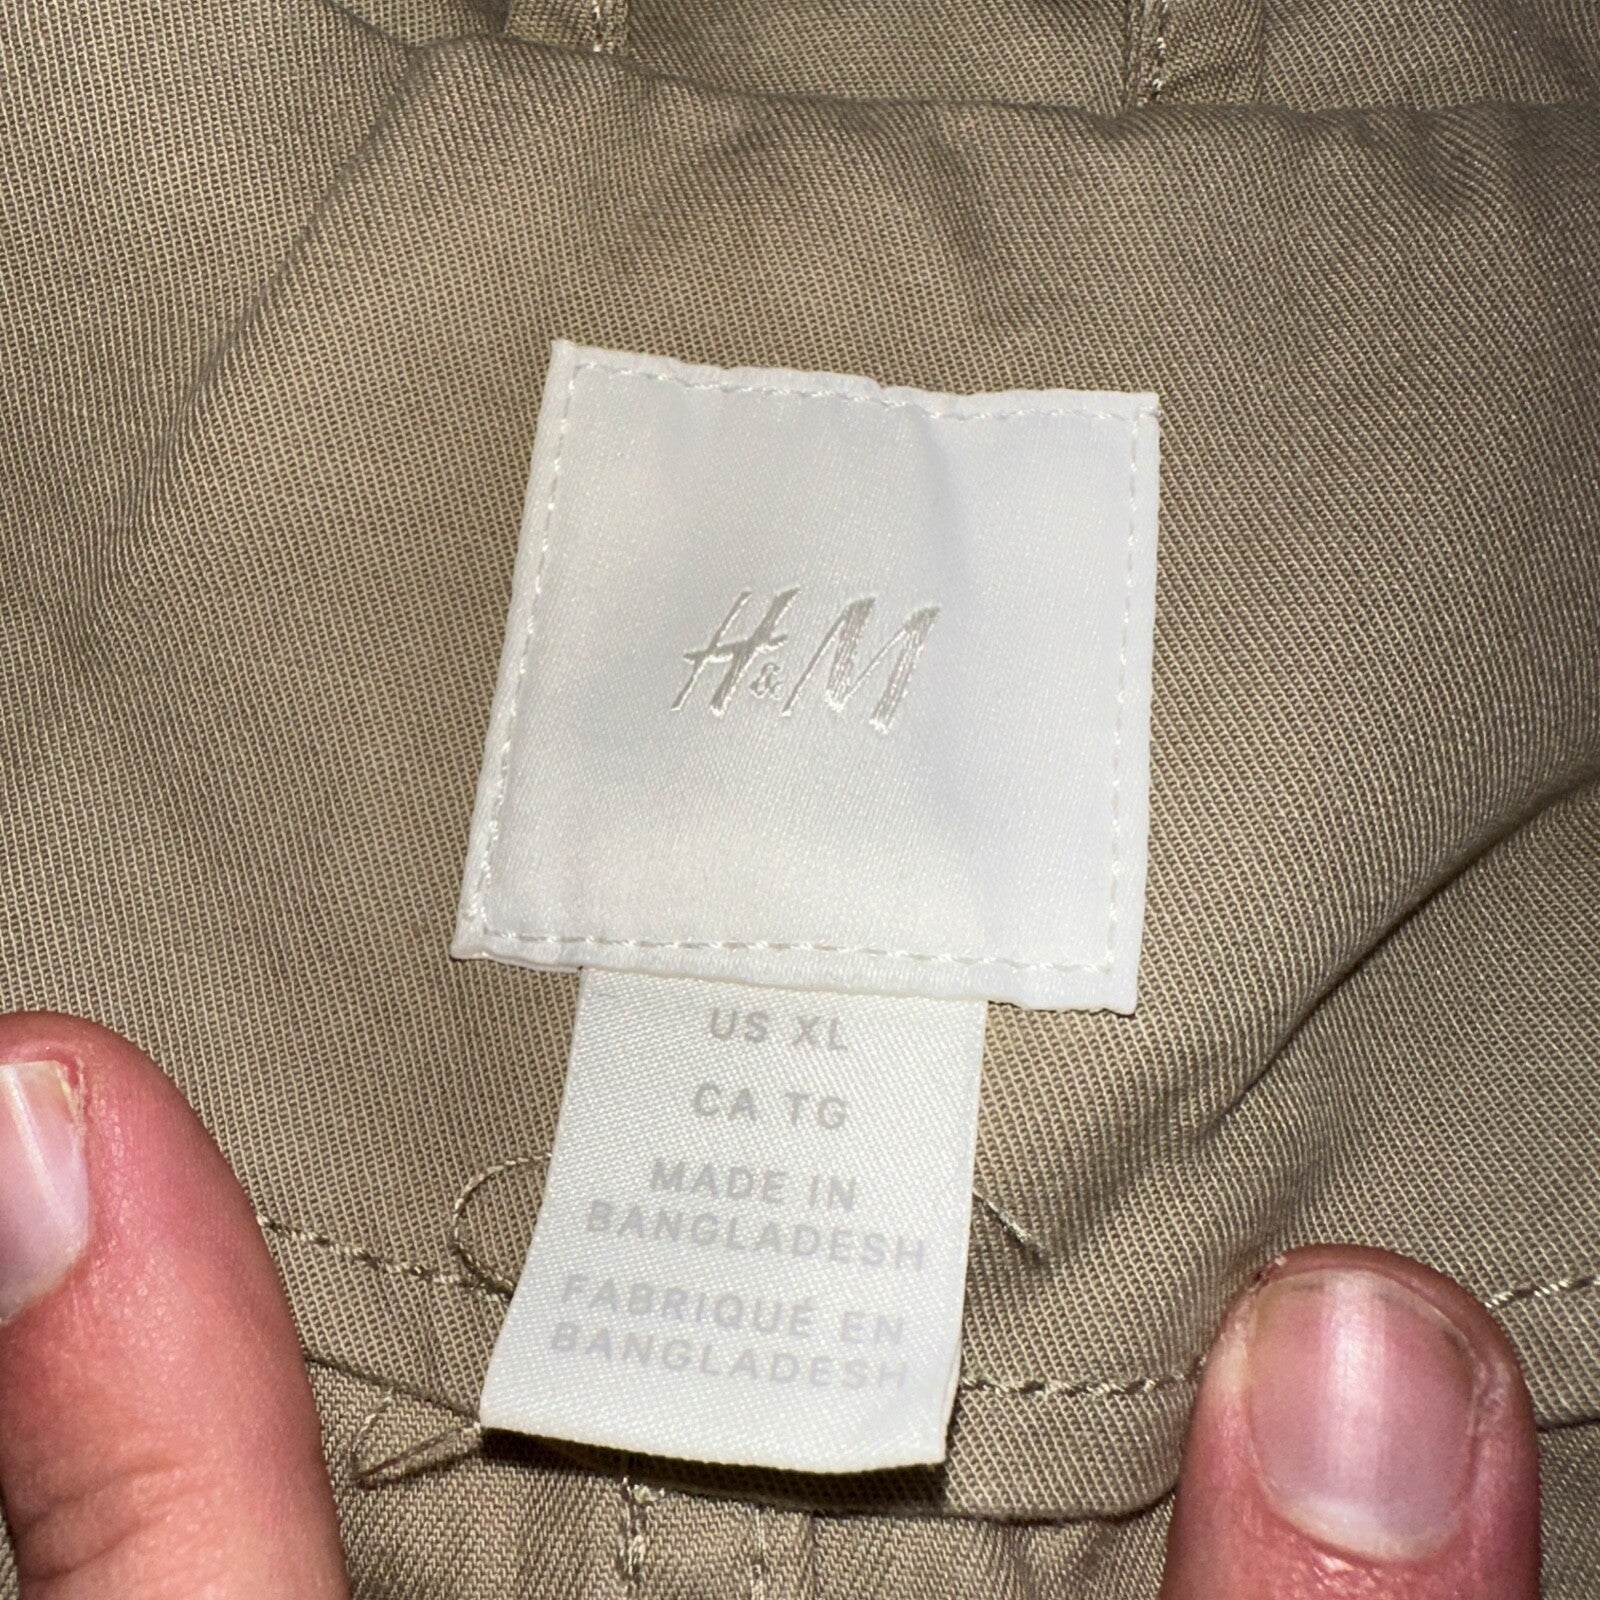 H&M
US XL
CA TG
MADE IN
BANGLADESH
FABRIQUÉ EN
BANGLADESH